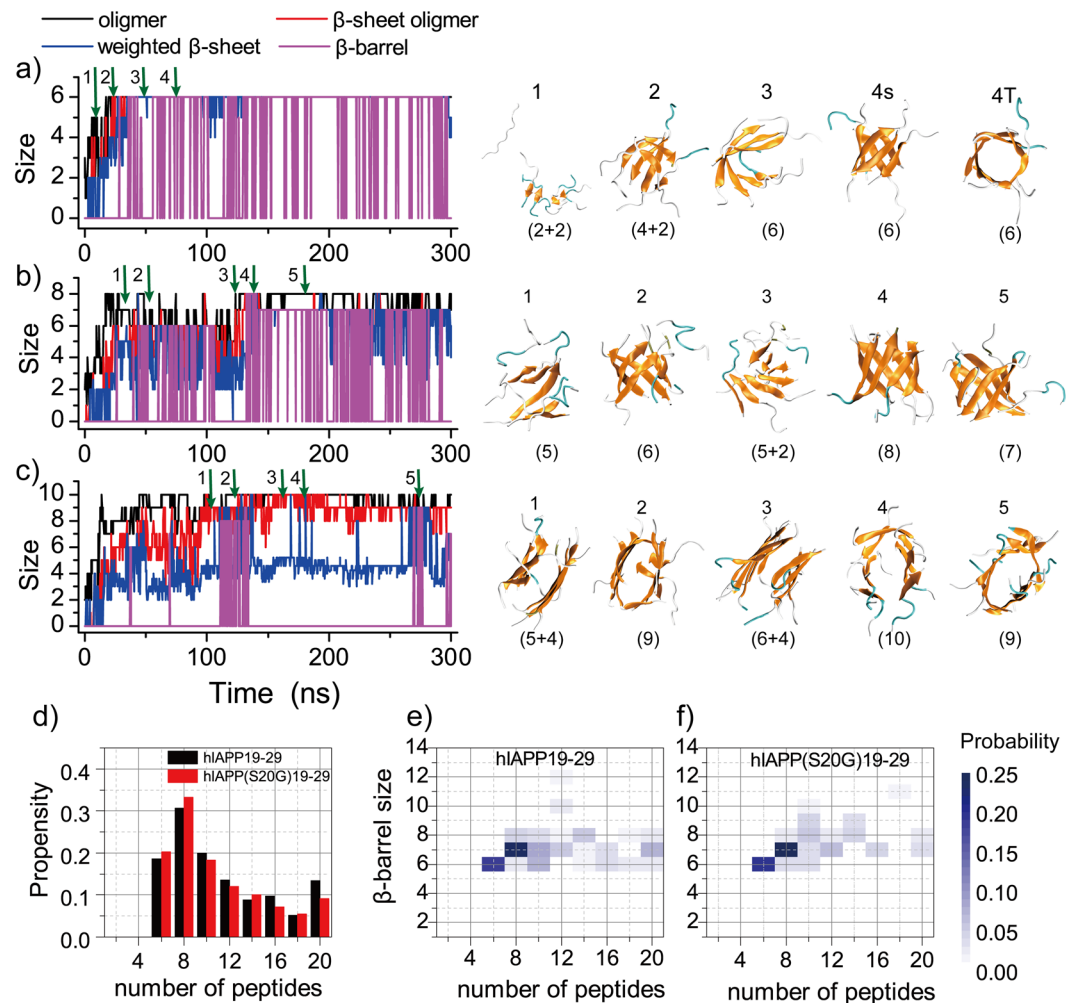 oligmer β-sheet oligmer
weighted β-sheet β-barrel
a)
1 2 3 4
Size
6
4
2
0
0 100 200 300
1 2 3 4s 4T
(2+2) (4+2) (6) (6) (6)
b)
1 2 3 4 5
Size
8
6
4
2
0
0 100 200 300
1 2 3 4 5
(5) (6) (5+2) (8) (7)
c)
1 2 3 4 5
Size
10
8
6
4
2
0
0 100 200 300
Time (ns)
1 2 3 4 5
(5+4) (9) (6+4) (10) (9)
d)
hIAPP19-29
hIAPP(S20G)19-29
Propensity
0.4
0.3
0.2
0.1
0.0
4 8 12 16 20
number of peptides
e)
hIAPP19-29
β-barrel size
14
12
10
8
6
4
2
4 8 12 16 20
number of peptides
f)
hIAPP(S20G)19-29
14
12
10
8
6
4
2
4 8 12 16 20
number of peptides
Probability
0.25
0.20
0.15
0.10
0.05
0.00